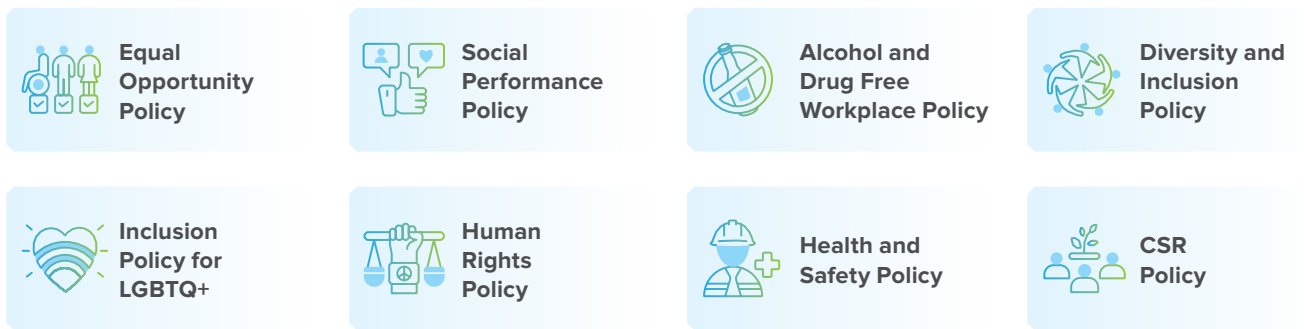 Equal
Opportunity
Policy
Social
Performance
Policy
Alcohol and
Drug Free
Workplace Policy
Diversity and
Inclusion
Policy
Inclusion
Policy for
LGBTQ+
Human
Rights
Policy
Health and
Safety Policy
CSR
Policy